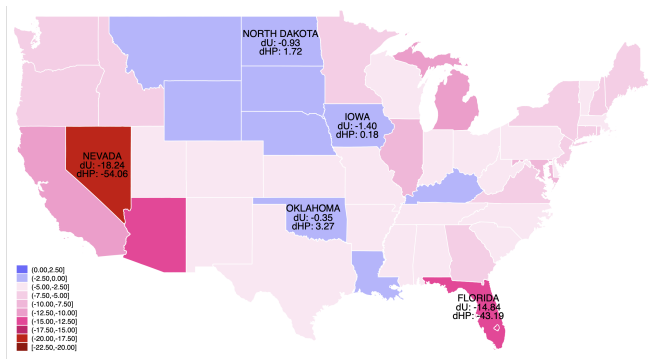 NORTH DAKOTA
dU: -0.93
dHP: 1.72
IOWA
dU: -1.40
dHP: 0.18
NEVADA
dU: -18.24
dHP: -54.06
OKLAHOMA
dU: -0.35
dHP: 3.27
FLORIDA
dU: -14.84
dHP: -43.19
(0.00,2.50]
(-2.50,0.00]
(-5.00,-2.50]
(-7.50,-5.00]
(-10.00,-7.50]
(-12.50,-10.00]
(-15.00,-12.50]
(-17.50,-15.00]
(-20.00,-17.50]
[-22.50,-20.00]